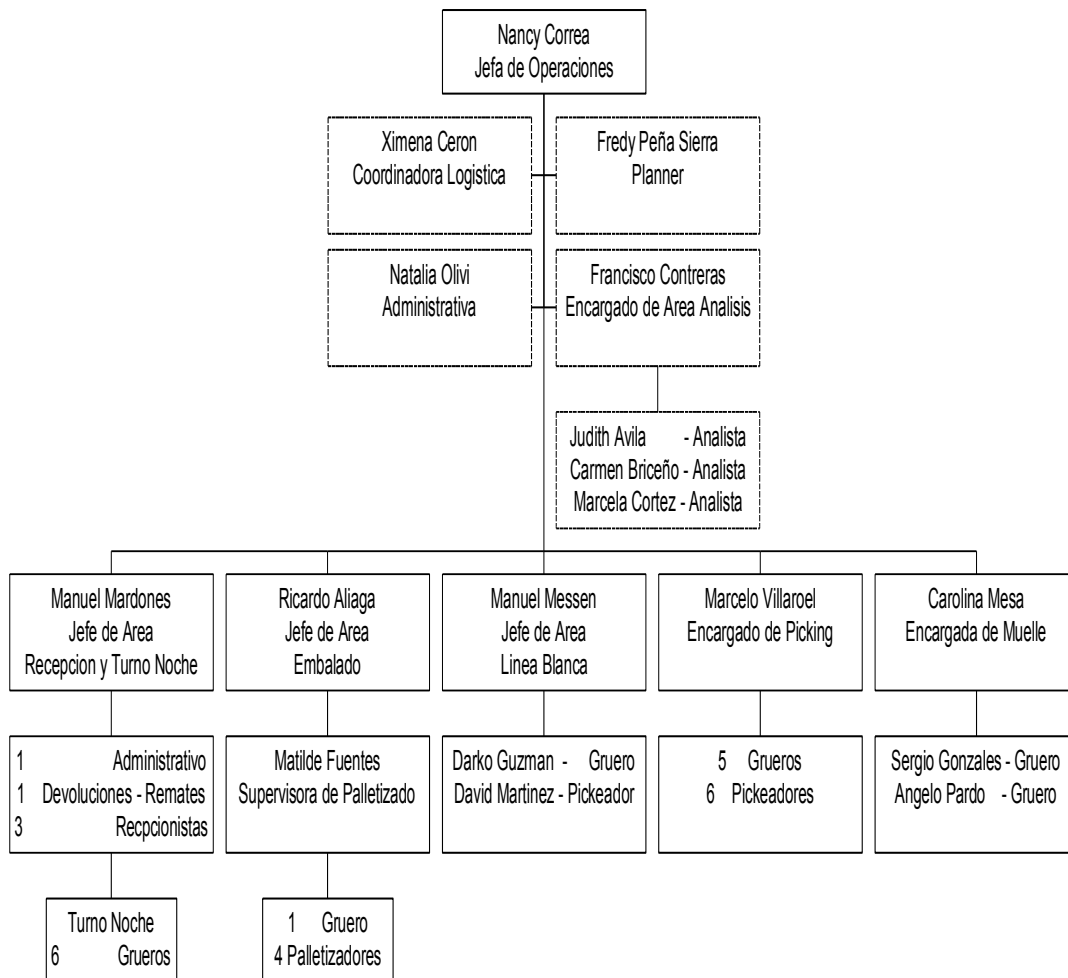 Nancy Correa
Jefa de Operaciones
Ximena Ceron
Coordinadora Logistica
Fredy Peña Sierra
Planner
Natalia Olivi
Administrativa
Francisco Contreras
Encargado de Area Analisis
Judith Avila - Analista
Carmen Briceño - Analista
Marcela Cortez - Analista
Manuel Mardones
Jefe de Area
Recepcion y Turno Noche
Ricardo Aliaga
Jefe de Area
Embalado
Manuel Messen
Jefe de Area
Linea Blanca
Marcelo Villaroel
Encargado de Picking
Carolina Mesa
Encargada de Muelle
1 Administrativo
1 Devoluciones - Remates
3 Recpcionistas
Matilde Fuentes
Supervisora de Palletizado
Darko Guzman - Gruero
David Martinez - Pickeador
5 Grueros
6 Pickeadores
Sergio Gonzales - Gruero
Angelo Pardo - Gruero
Turno Noche
6 Grueros
1 Gruero
4 Palletizadores